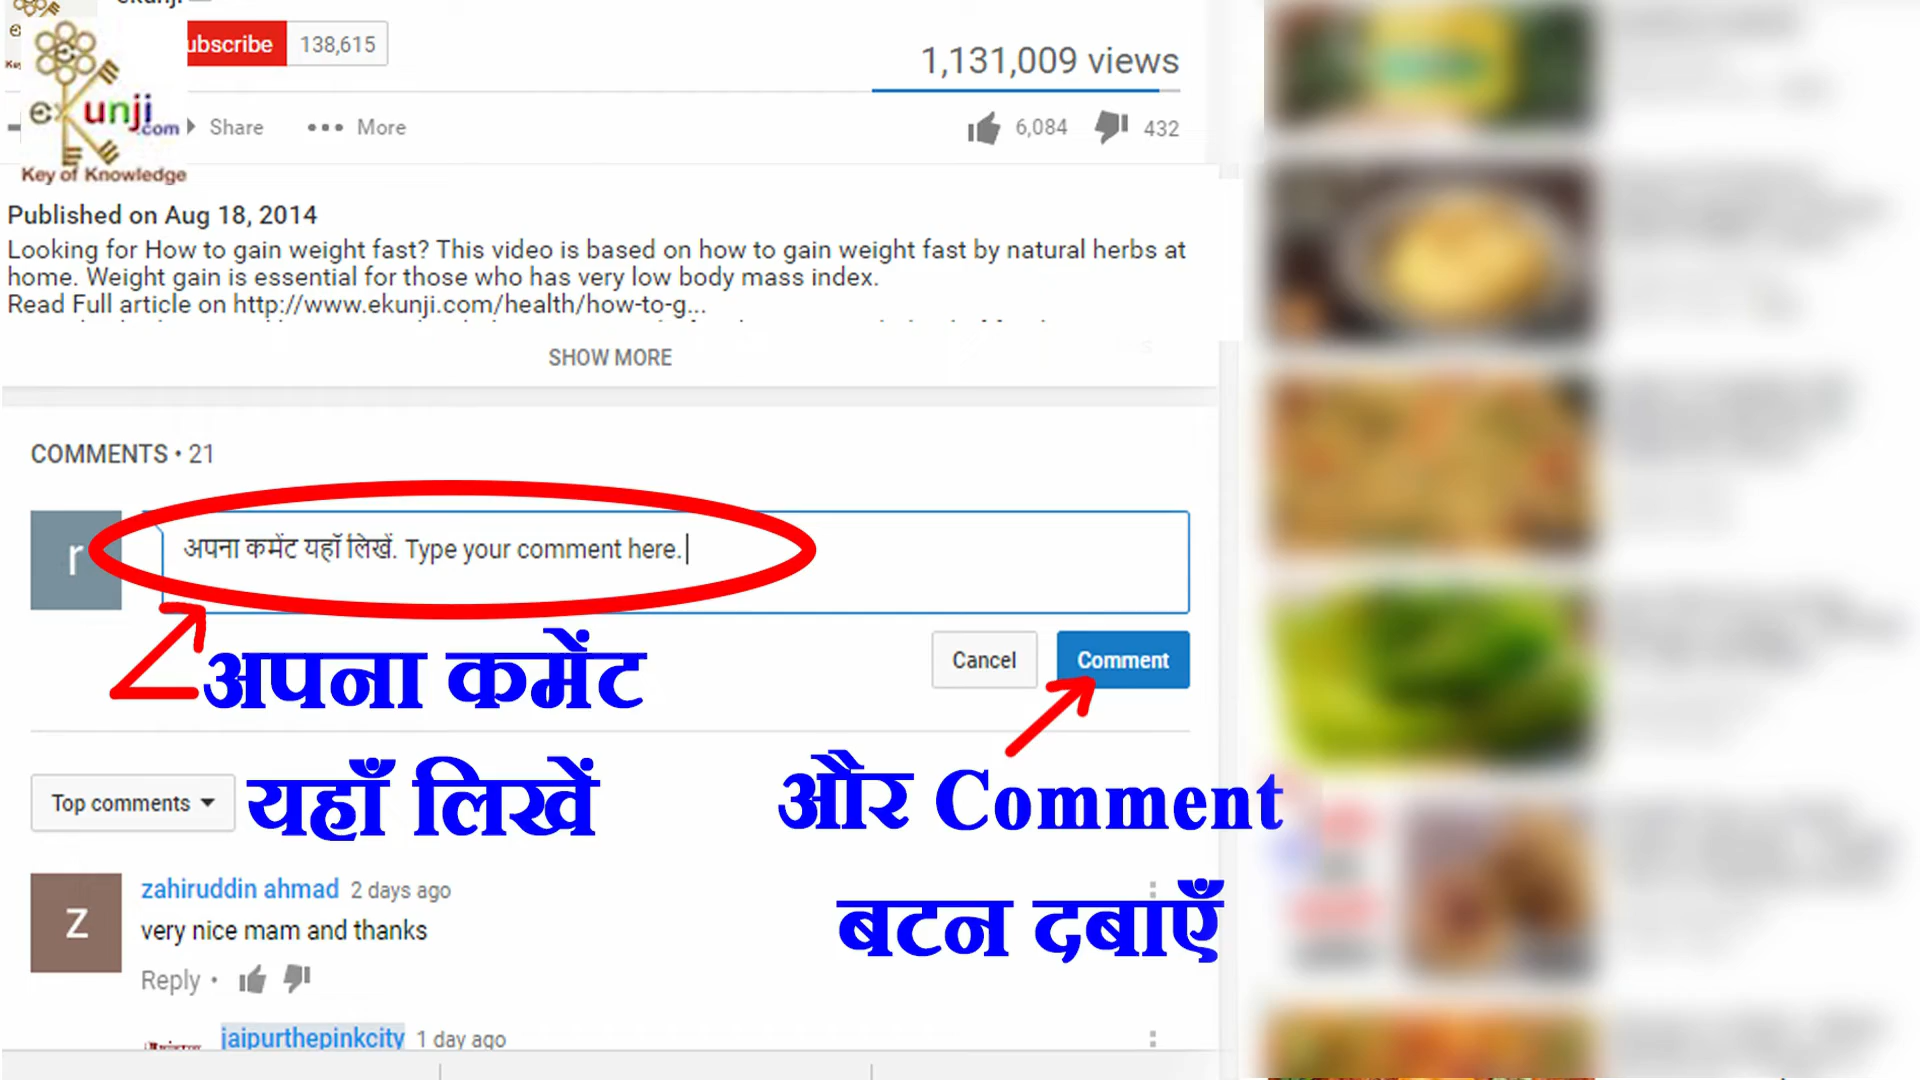 ubscribe 138,615
1,131,009 views
ekunji.com
Key of Knowledge
Share ••• More
6,084 432
Published on Aug 18, 2014
Looking for How to gain weight fast? This video is based on how to gain weight fast by natural herbs at
home. Weight gain is essential for those who has very low body mass index.
Read Full article on http://www.ekunji.com/health/how-to-g...
SHOW MORE
COMMENTS • 21
r
अपना कमेंट यहाॅ लिखें. Type your comment here.
अपना कमेंट
यहाँ लिखें
Cancel Comment
और Comment
बटन दबाएँ
Top comments
z
zahiruddin ahmad 2 days ago
very nice mam and thanks
Reply •
jaipurthepinkcity 1 day ago